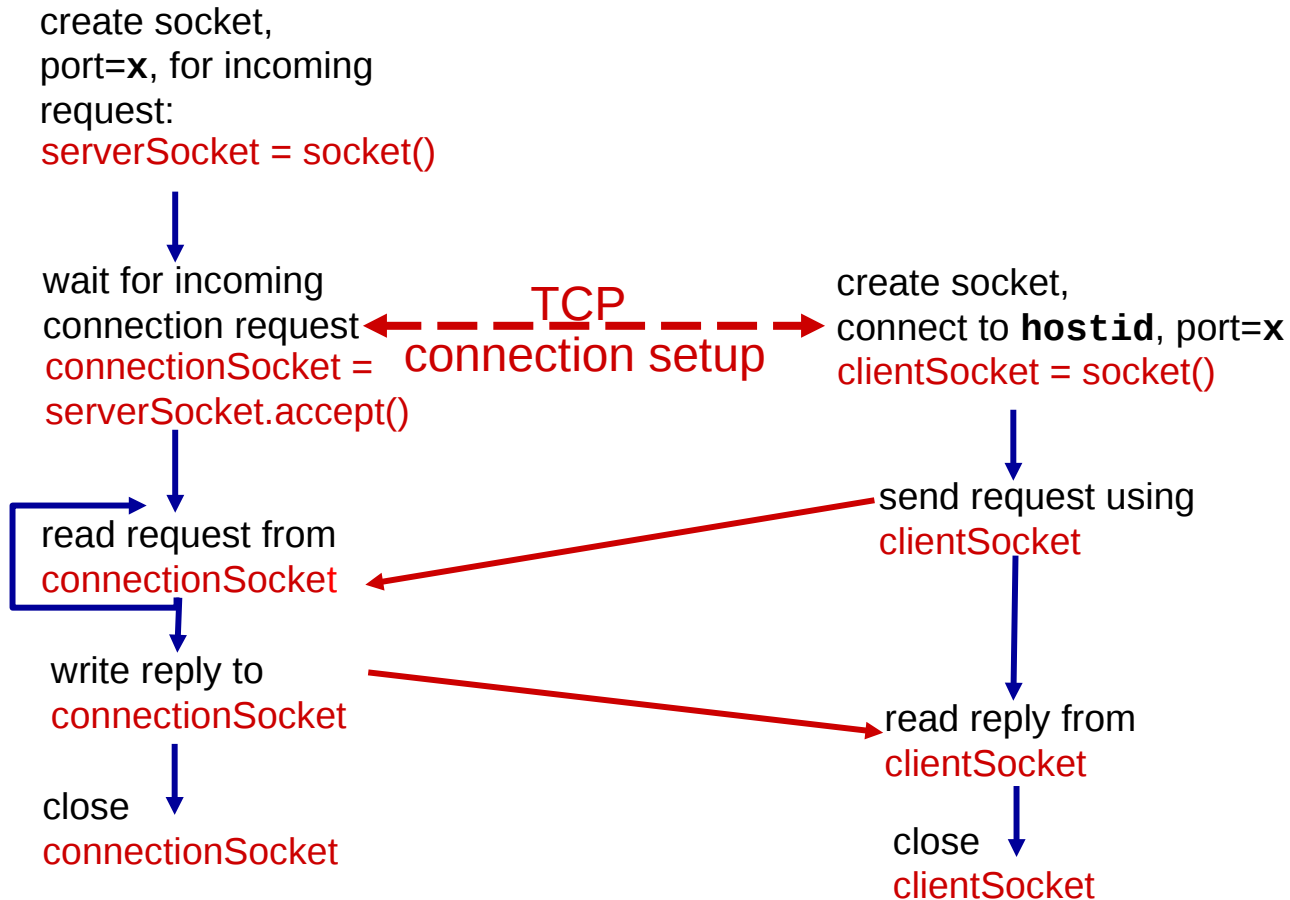 create socket,
port=x, for incoming
request:
serverSocket = socket()
wait for incoming
connection request
connectionSocket =
serverSocket.accept()
TCP
connection setup
create socket,
connect to hostid, port=x
clientSocket = socket()
read request from
connectionSocket
send request using
clientSocket
write reply to
connectionSocket
read reply from
clientSocket
close
connectionSocket
close
clientSocket